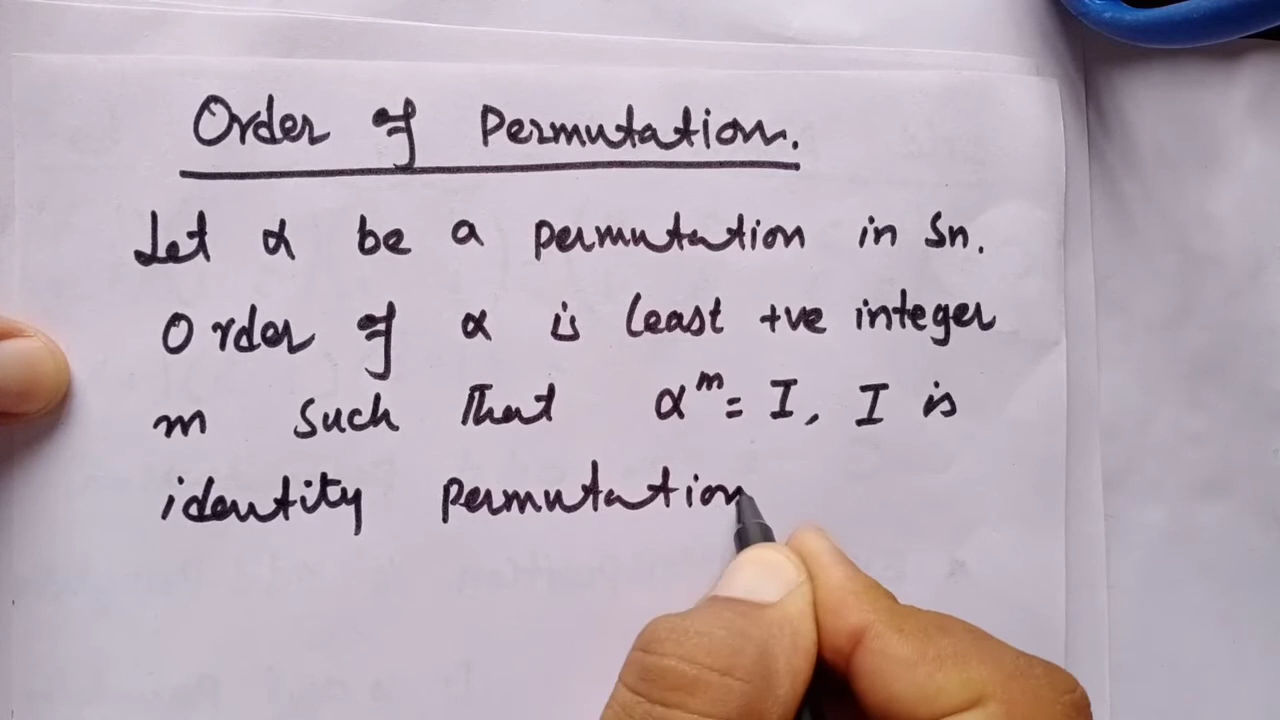 Order of Permutation.
Let α be a permutation in Sn.
Order of α is least +ve integer
m such that α^m = I, I is
identity permutation